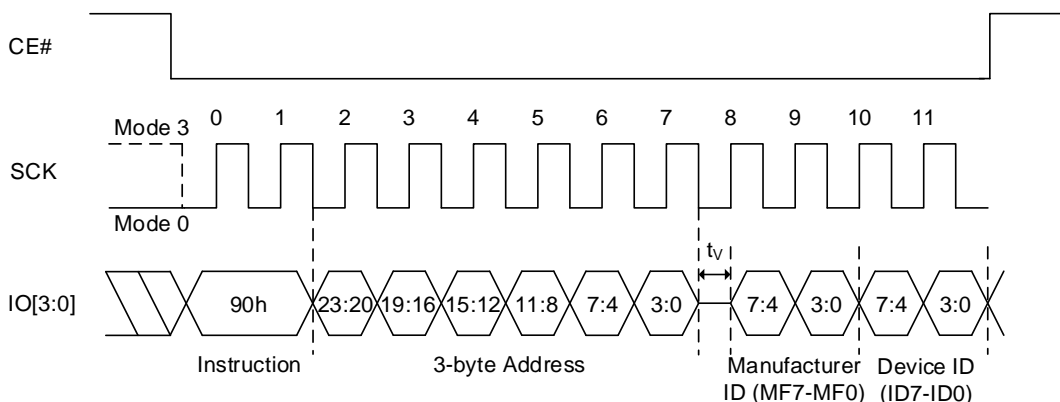 CE#
0 1 2 3 4 5 6 7 8 9 10 11
Mode 3
SCK
Mode 0
tV
IO[3:0] 90h 23:20 19:16 15:12 11:8 7:4 3:0 7:4 3:0 7:4 3:0
Instruction 3-byte Address Manufacturer Device ID
ID (MF7-MF0) (ID7-ID0)